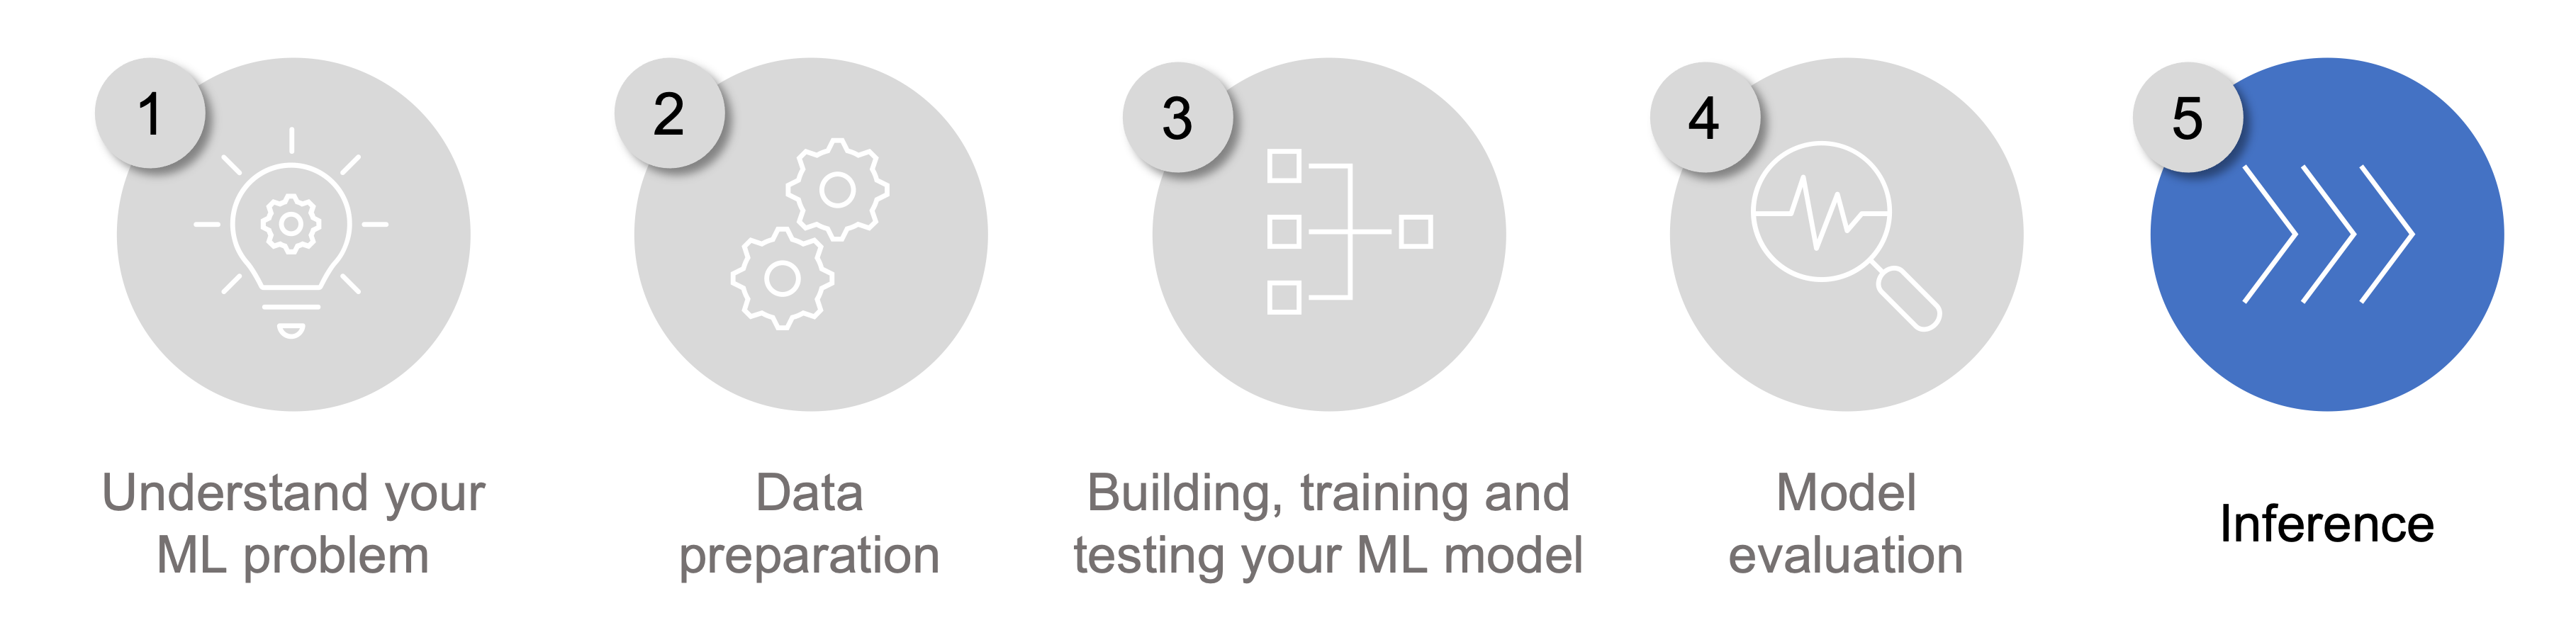 1
Understand your
ML problem
2
Data
preparation
3
Building, training and
testing your ML model
4
Model
evaluation
5
Inference